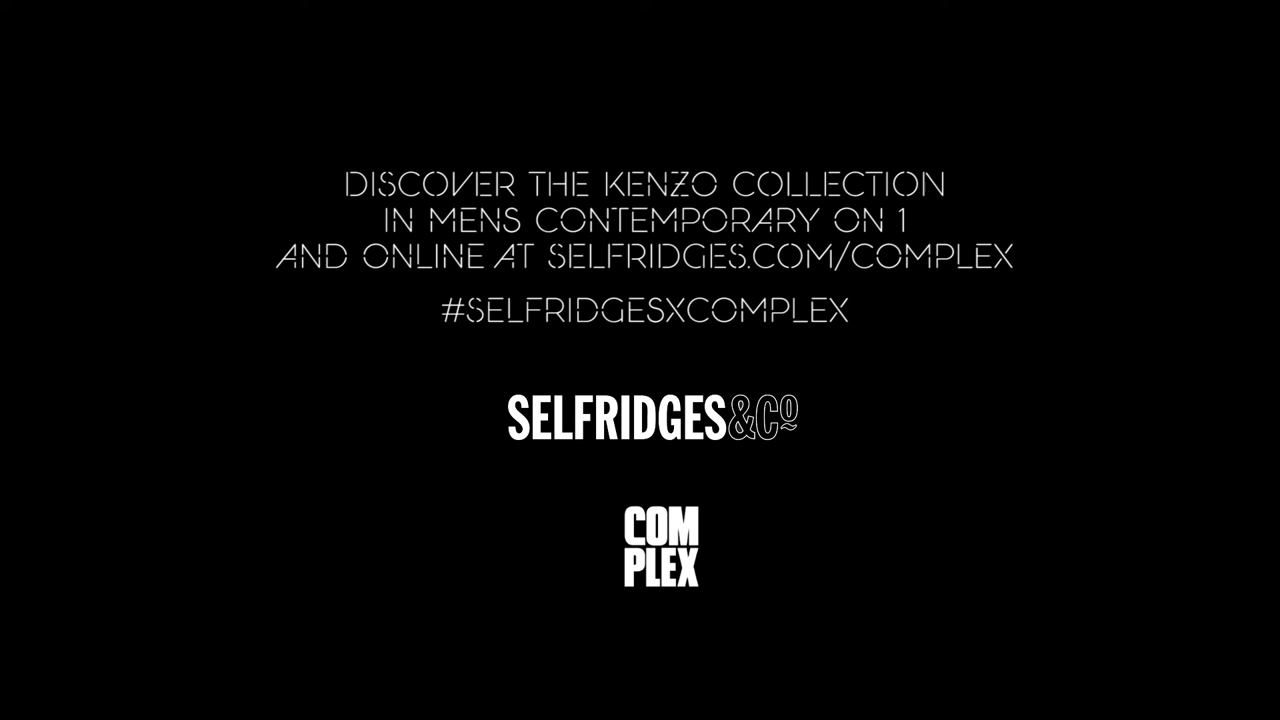 DISCOVER THE KENZO COLLECTION
IN MENS CONTEMPORARY ON 1
AND ONLINE AT SELFRIDGES.COM/COMPLEX
#SELFRIDGESXCOMPLEX
SELFRIDGES&Co
COM
PLEX